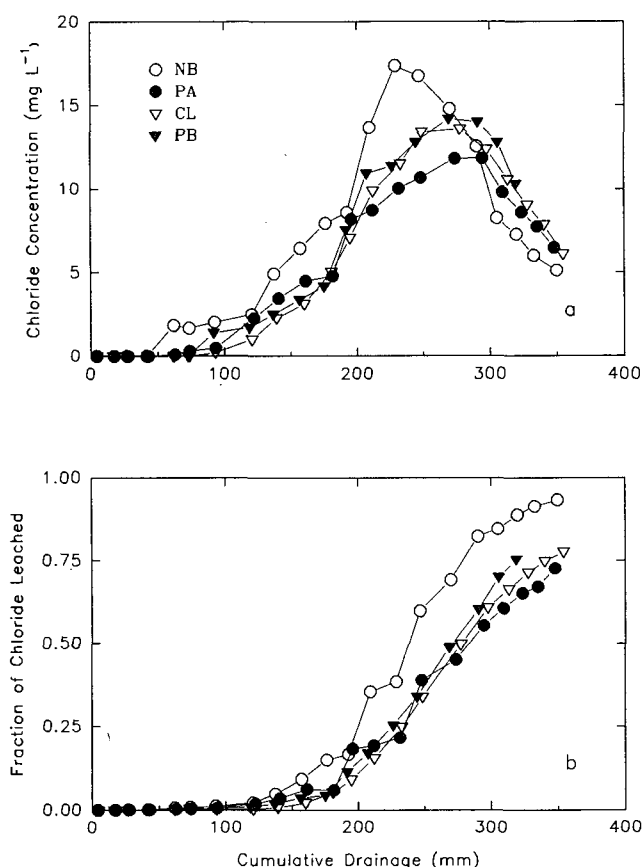 20
15
10
5
0
Chloride Concentration (mg L⁻¹)
NB
PA
CL
PB
a
0 100 200 300 400
1.00
0.75
0.50
0.25
0.00
Fraction of Chloride Leached
b
0 100 200 300 400
Cumulative Drainage (mm)